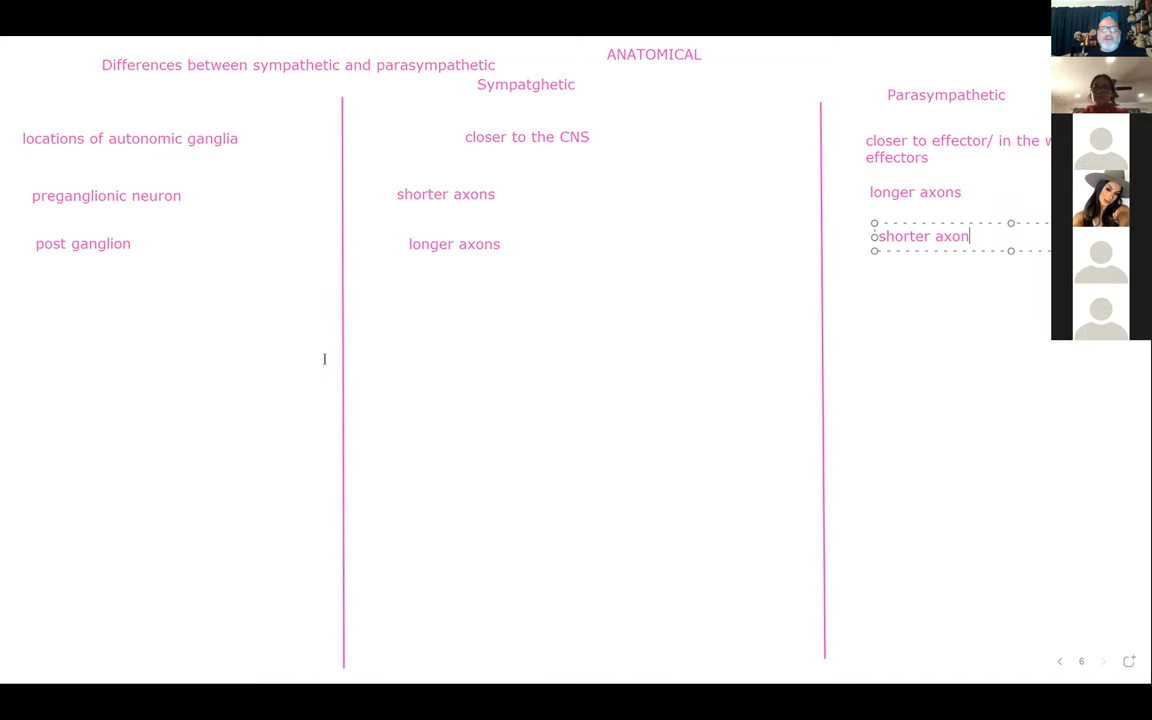 ANATOMICAL
Differences between sympathetic and parasympathetic
Sympatghetic
Parasympathetic
locations of autonomic ganglia
closer to the CNS
closer to effector/ in the
effectors
preganglionic neuron
shorter axons
longer axons
post ganglion
longer axons
shorter axon
6